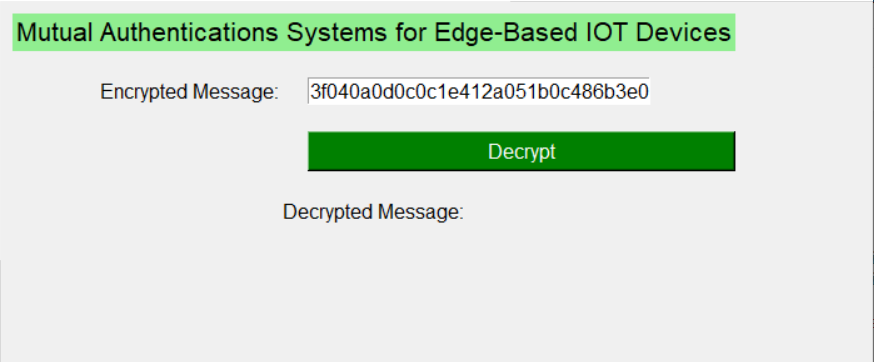 Mutual Authentications Systems for Edge-Based IOT Devices
Encrypted Message: 3f040a0d0c0c1e412a051b0c486b3e0
Decrypt
Decrypted Message: